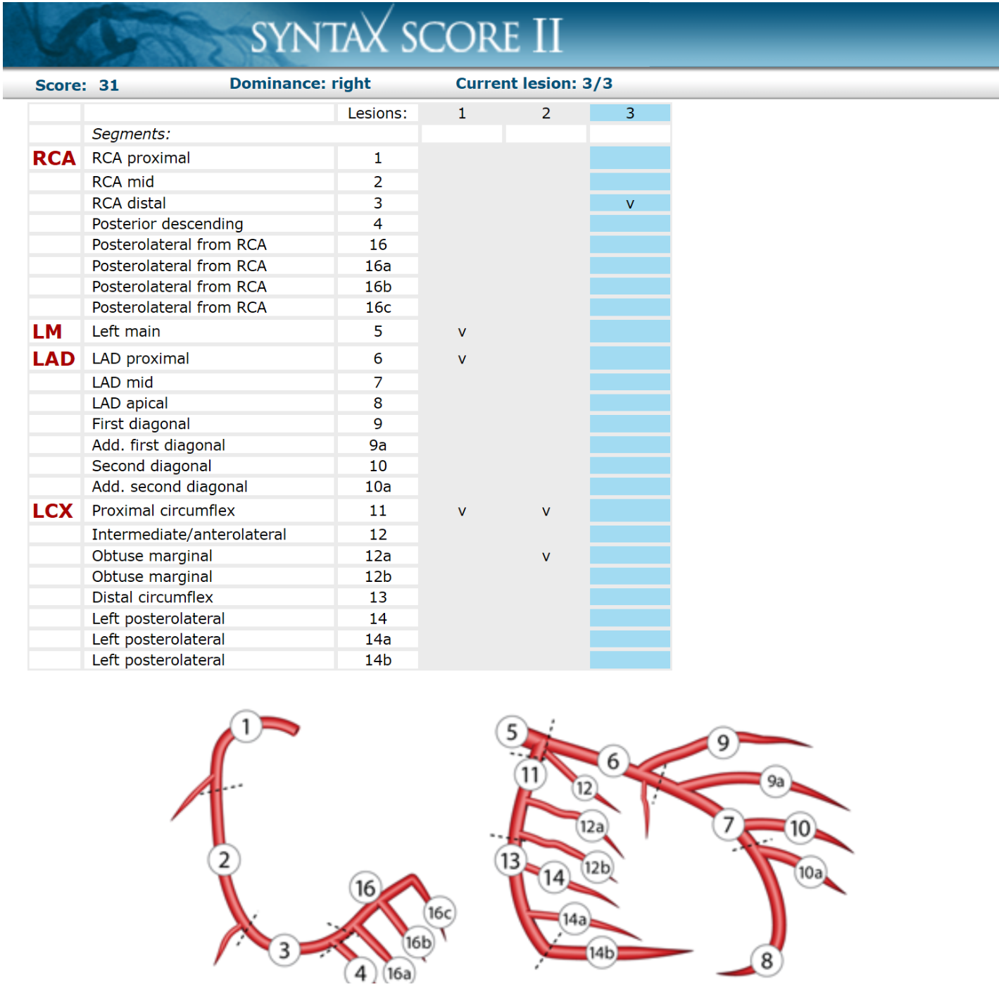 SYNTAX SCORE II
Score: 31 Dominance: right Current lesion: 3/3
Lesions: 1 2 3
Segments:
RCA RCA proximal 1
RCA mid 2
RCA distal 3 v
Posterior descending 4
Posterolateral from RCA 16
Posterolateral from RCA 16a
Posterolateral from RCA 16b
Posterolateral from RCA 16c
LM Left main 5 v
LAD LAD proximal 6 v
LAD mid 7
LAD apical 8
First diagonal 9
Add. first diagonal 9a
Second diagonal 10
Add. second diagonal 10a
LCX Proximal circumflex 11 v v
Intermediate/anterolateral 12
Obtuse marginal 12a v
Obtuse marginal 12b
Distal circumflex 13
Left posterolateral 14
Left posterolateral 14a
Left posterolateral 14b
1
2
3
4
16
16a
16b
16c
5
6
7
8
9
9a
10
10a
11
12
12a
12b
13
14
14a
14b